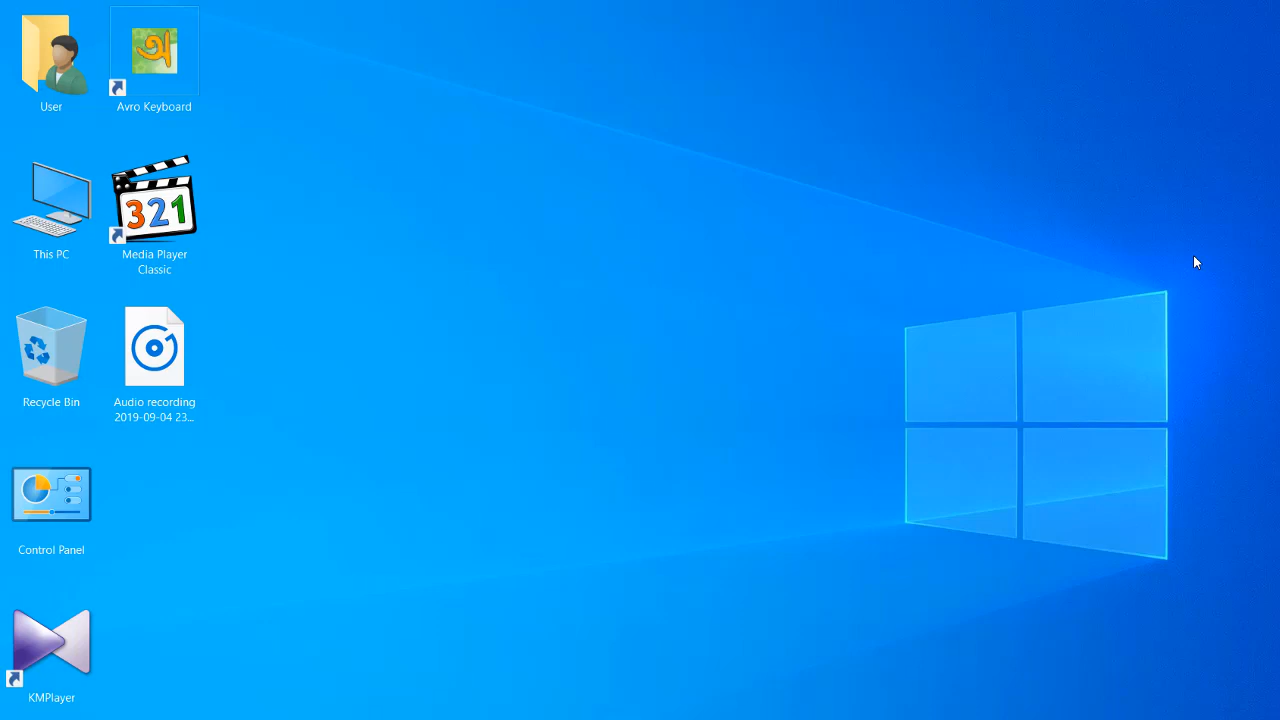 User
Avro Keyboard
অ
This PC
321
Media Player
Classic
Recycle Bin
Audio recording
2019-09-04 23...
Control Panel
KMPlayer